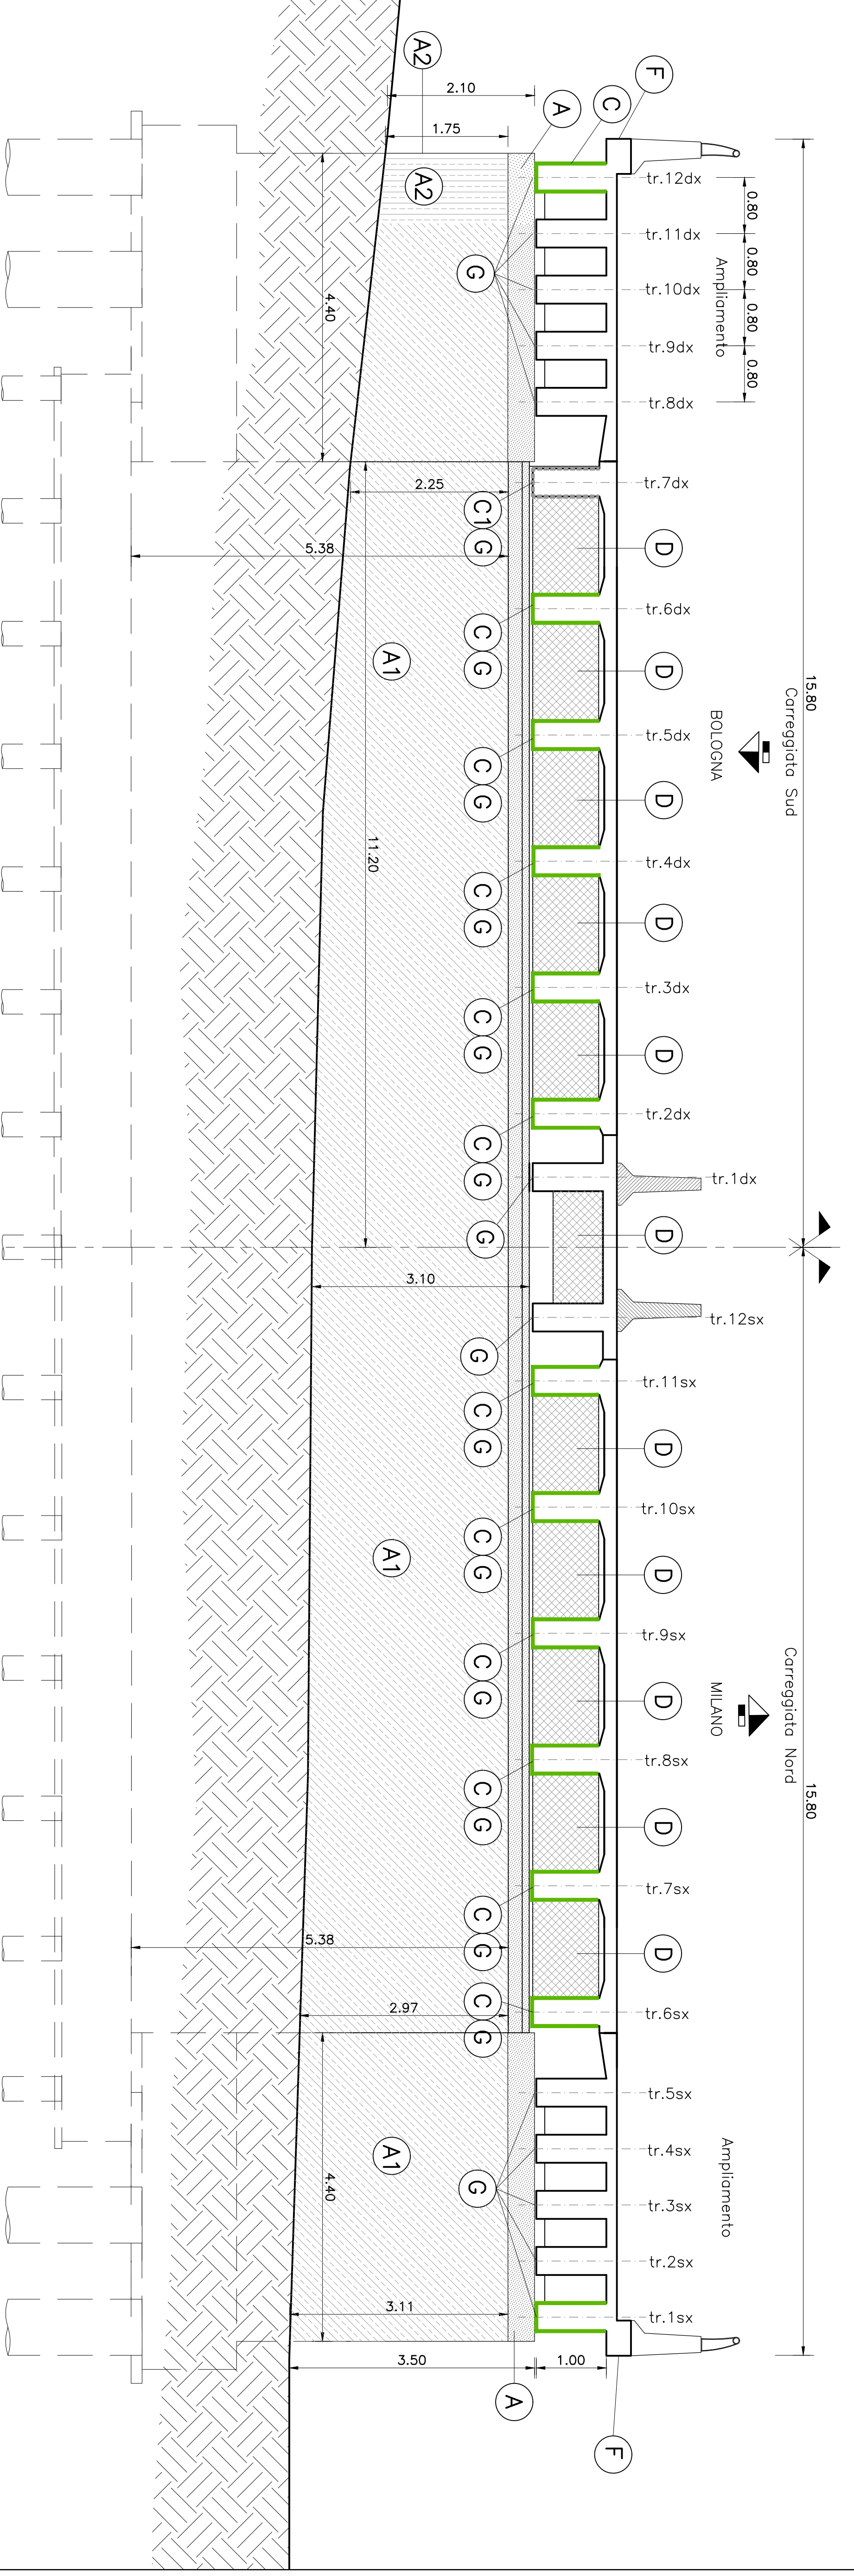 15.80
15.80
Carreggiata Sud
Carreggiata Nord
BOLOGNA
MILANO
0.80
0.80
0.80
0.80
Ampliamento
Ampliamento
F
C
A
A2
2.10
1.75
A2
tr.12dx
tr.11dx
tr.10dx
tr.9dx
tr.8dx
tr.7dx
tr.6dx
tr.5dx
tr.4dx
tr.3dx
tr.2dx
tr.1dx
tr.12sx
tr.11sx
tr.10sx
tr.9sx
tr.8sx
tr.7sx
tr.6sx
tr.5sx
tr.4sx
tr.3sx
tr.2sx
tr.1sx
D
D
D
D
D
D
D
D
D
D
D
F
G
C1
G
C
G
C
G
C
G
C
G
C
G
G
G
C
G
C
G
C
G
C
G
C
G
C
G
G
A
2.25
5.38
3.10
5.38
2.97
3.11
3.50
1.00
A1
A1
A1
4.40
11.20
4.40